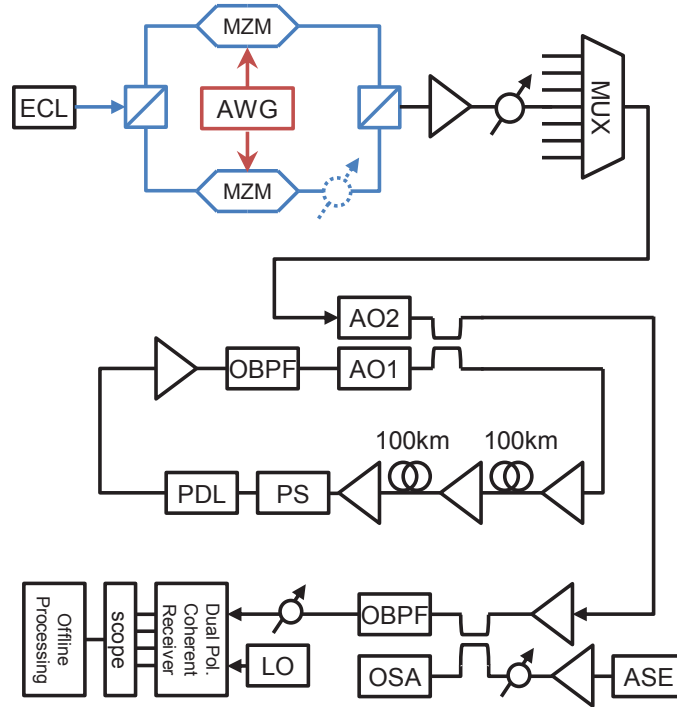 MZM
ECL
AWG
MZM
MUX
AO2
OBPF
AO1
100km
100km
PDL
PS
Offline
Processing
scope
Dual Pol.
Coherent
Receiver
OBPF
LO
OSA
ASE